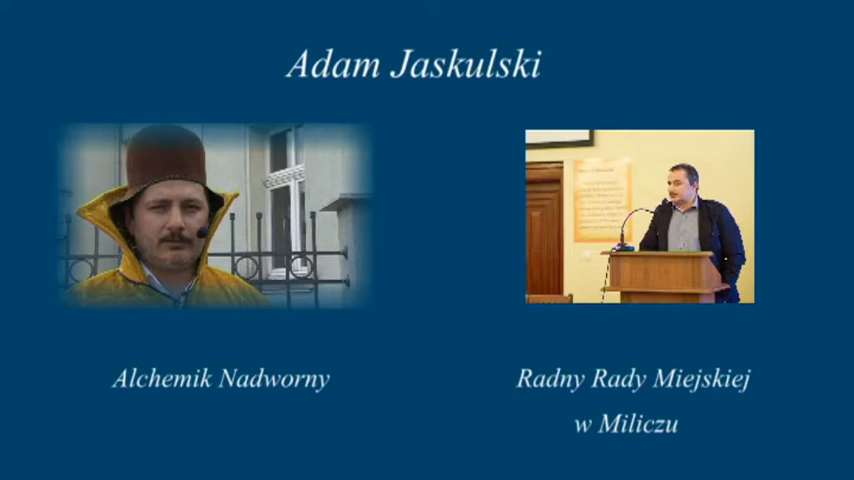 Adam Jaskulski
Alchemik Nadworny
Radny Rady Miejskiej
w Miliczu